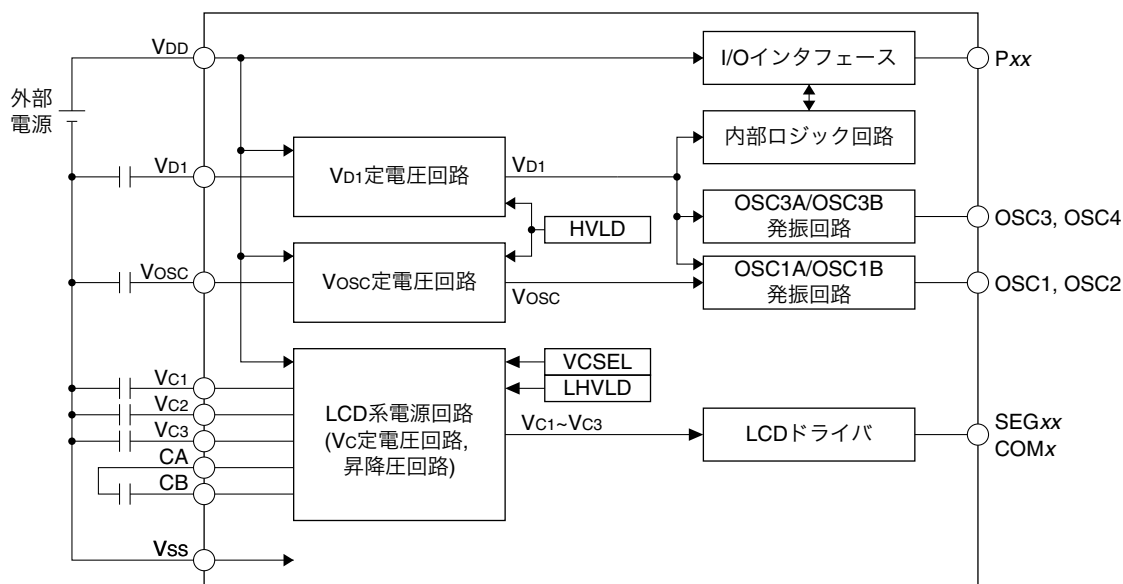 VDD
I/Oインタフェース
Pxx
外部
電源
内部ロジック回路
VD1
VD1定電圧回路
VD1
OSC3A/OSC3B
発振回路
OSC3, OSC4
HVLD
VOSC
VOSC定電圧回路
VOSC
OSC1A/OSC1B
発振回路
OSC1, OSC2
VCSEL
LHVLD
VC1
VC2
VC3
CA
CB
LCD系電源回路
(VC定電圧回路,
昇降圧回路)
VC1~VC3
LCDドライバ
SEGxx
COMx
VSS